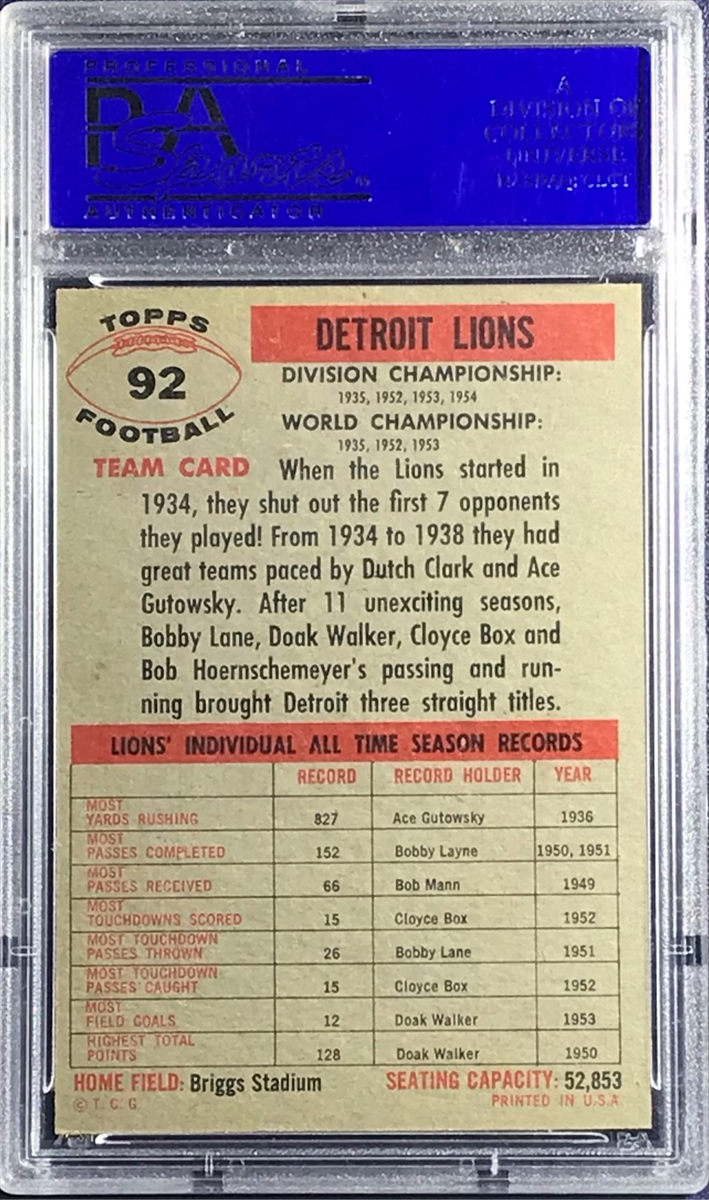 PROFESSIONAL
PSA
Sports®
AUTHENTICATOR
A
DIVISION OF
COLLECTORS
UNIVERSE
NASDAQ: CLCT
TOPPS
92
FOOTBALL
DETROIT LIONS
DIVISION CHAMPIONSHIP:
1935, 1952, 1953, 1954
WORLD CHAMPIONSHIP:
1935, 1952, 1953
TEAM CARD When the Lions started in
1934, they shut out the first 7 opponents
they played! From 1934 to 1938 they had
great teams paced by Dutch Clark and Ace
Gutowsky. After 11 unexciting seasons,
Bobby Lane, Doak Walker, Cloyce Box and
Bob Hoernschemeyer's passing and run-
ning brought Detroit three straight titles.
LIONS' INDIVIDUAL ALL TIME SEASON RECORDS
RECORD RECORD HOLDER YEAR
MOST
YARDS RUSHING 827 Ace Gutowsky 1936
MOST
PASSES COMPLETED 152 Bobby Layne 1950, 1951
MOST
PASSES RECEIVED 66 Bob Mann 1949
MOST
TOUCHDOWNS SCORED 15 Cloyce Box 1952
MOST TOUCHDOWN
PASSES THROWN 26 Bobby Lane 1951
MOST TOUCHDOWN
PASSES CAUGHT 15 Cloyce Box 1952
MOST
FIELD GOALS 12 Doak Walker 1953
HIGHEST TOTAL
POINTS 128 Doak Walker 1950
HOME FIELD: Briggs Stadium SEATING CAPACITY: 52,853
© T. C. G. PRINTED IN U.S.A